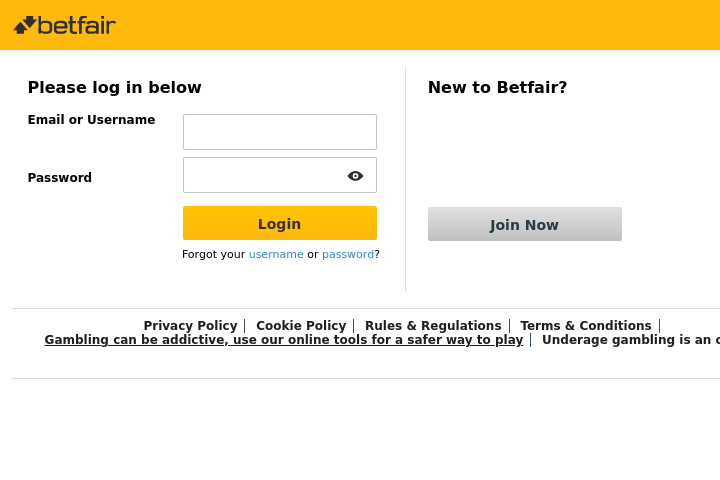 betfair
Please log in below
Email or Username
Password
Login
Forgot your username or password?
New to Betfair?
Join Now
Privacy Policy | Cookie Policy | Rules & Regulations | Terms & Conditions |
Gambling can be addictive, use our online tools for a safer way to play | Underage gambling is an